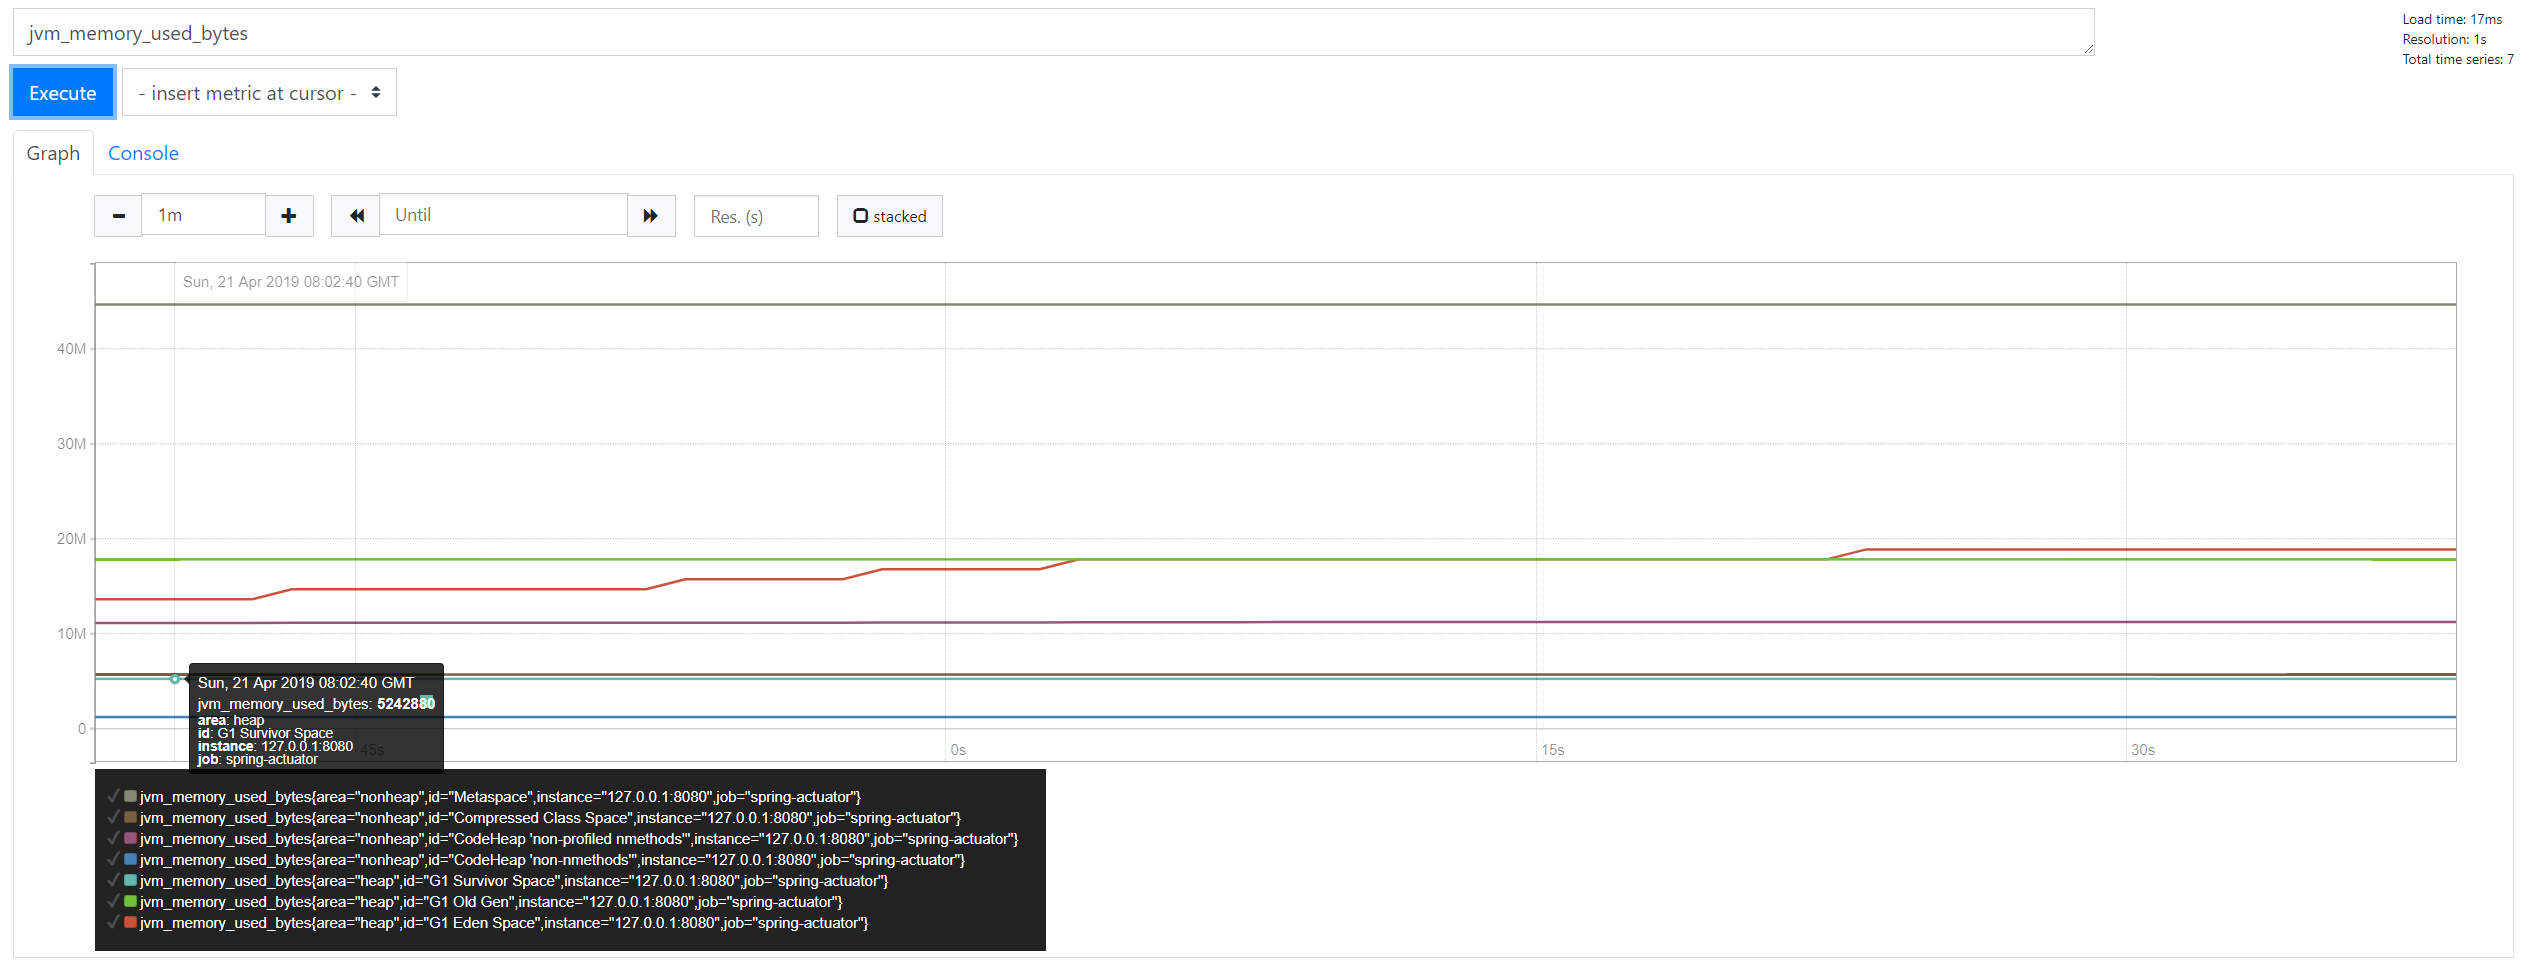 jvm_memory_used_bytes
Load time: 17ms
Resolution: 1s
Total time series: 7
Execute
- insert metric at cursor -
Graph
Console
1m
Until
Res. (s)
stacked
Sun, 21 Apr 2019 08:02:40 GMT
40M
30M
20M
10M
0
Sun, 21 Apr 2019 08:02:40 GMT
jvm_memory_used_bytes: 5242880
area: heap
id: G1 Survivor Space
instance: 127.0.0.1:8080
job: spring-actuator
45s
0s
15s
30s
jvm_memory_used_bytes{area="nonheap",id="Metaspace",instance="127.0.0.1:8080",job="spring-actuator"}
jvm_memory_used_bytes{area="nonheap",id="Compressed Class Space",instance="127.0.0.1:8080",job="spring-actuator"}
jvm_memory_used_bytes{area="nonheap",id="CodeHeap 'non-profiled nmethods'",instance="127.0.0.1:8080",job="spring-actuator"}
jvm_memory_used_bytes{area="nonheap",id="CodeHeap 'non-nmethods'",instance="127.0.0.1:8080",job="spring-actuator"}
jvm_memory_used_bytes{area="heap",id="G1 Survivor Space",instance="127.0.0.1:8080",job="spring-actuator"}
jvm_memory_used_bytes{area="heap",id="G1 Old Gen",instance="127.0.0.1:8080",job="spring-actuator"}
jvm_memory_used_bytes{area="heap",id="G1 Eden Space",instance="127.0.0.1:8080",job="spring-actuator"}